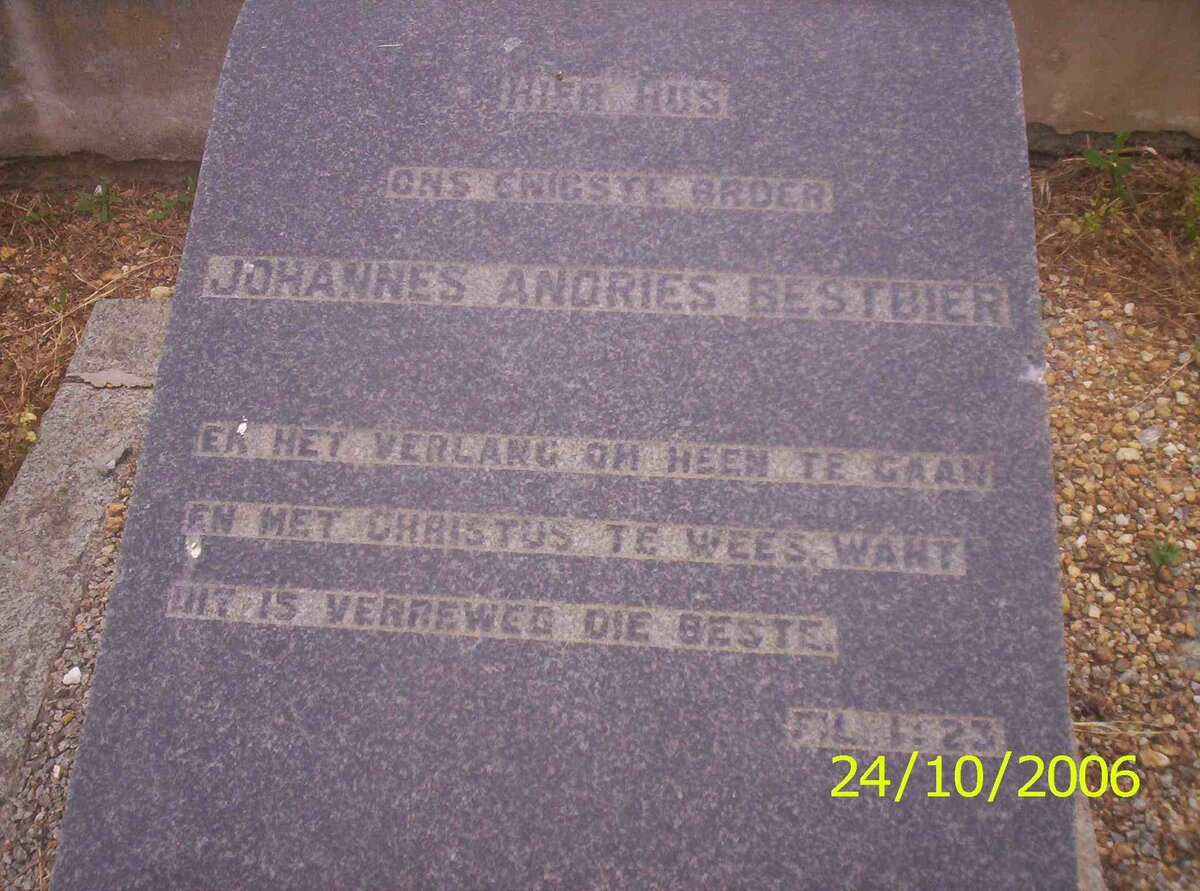 HIER RUS
ONS ENIGSTE BROER
JOHANNES ANDRIES BESTBIER
EK HET VERLANG OM HEEN TE GAAN
EN MET CHRISTUS TE WEES, WANT
DIT IS VERREWEG DIE BESTE.
FIL. 1: 23
24/10/2006